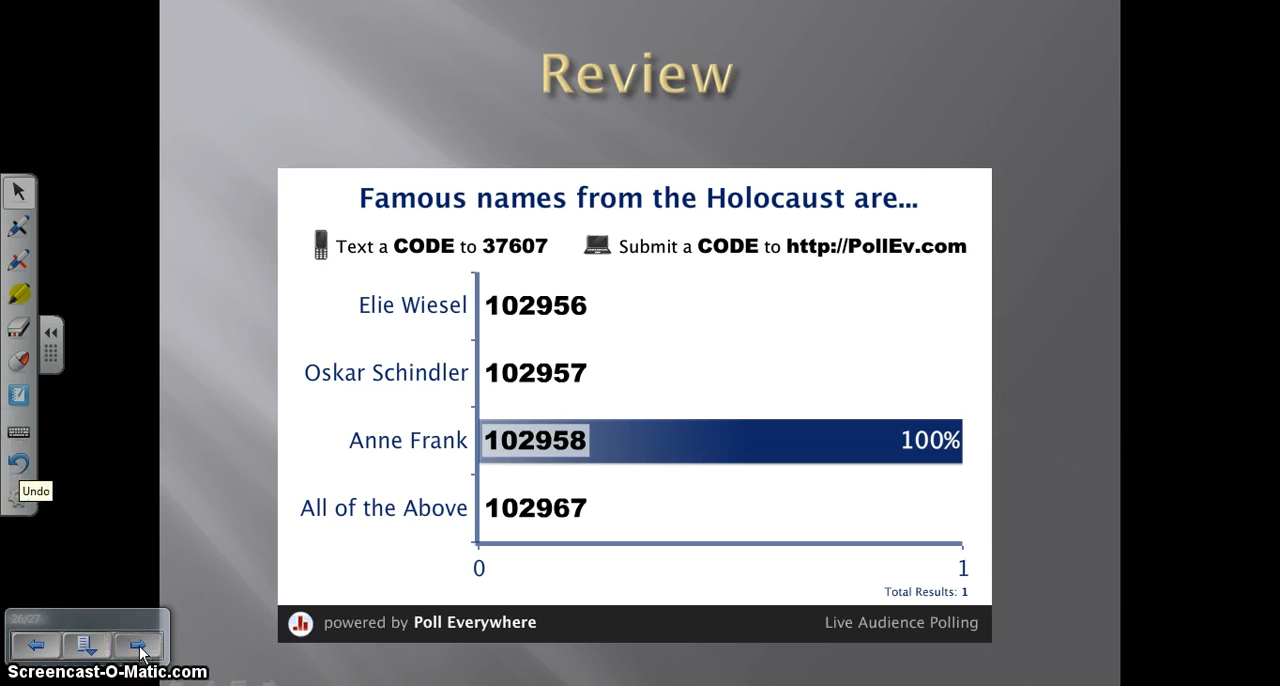 Review
Famous names from the Holocaust are...
Text a CODE to 37607 Submit a CODE to http://PollEv.com
Elie Wiesel 102956
Oskar Schindler 102957
Anne Frank 102958 100%
All of the Above 102967
0 1
Total Results: 1
powered by Poll Everywhere Live Audience Polling
Undo
26/27
Screencast-O-Matic.com